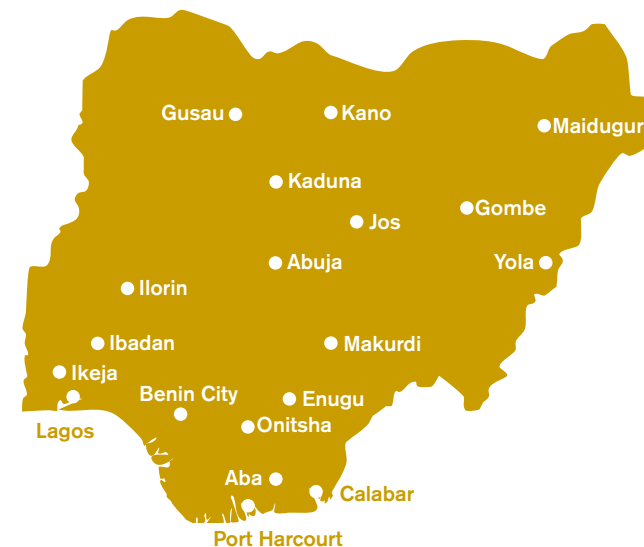 Gusau
Kano
Maidugur
Kaduna
Gombe
Jos
Abuja
Yola
Ilorin
Ibadan
Makurdi
Ikeja
Benin City
Enugu
Onitsha
Lagos
Aba
Calabar
Port Harcourt